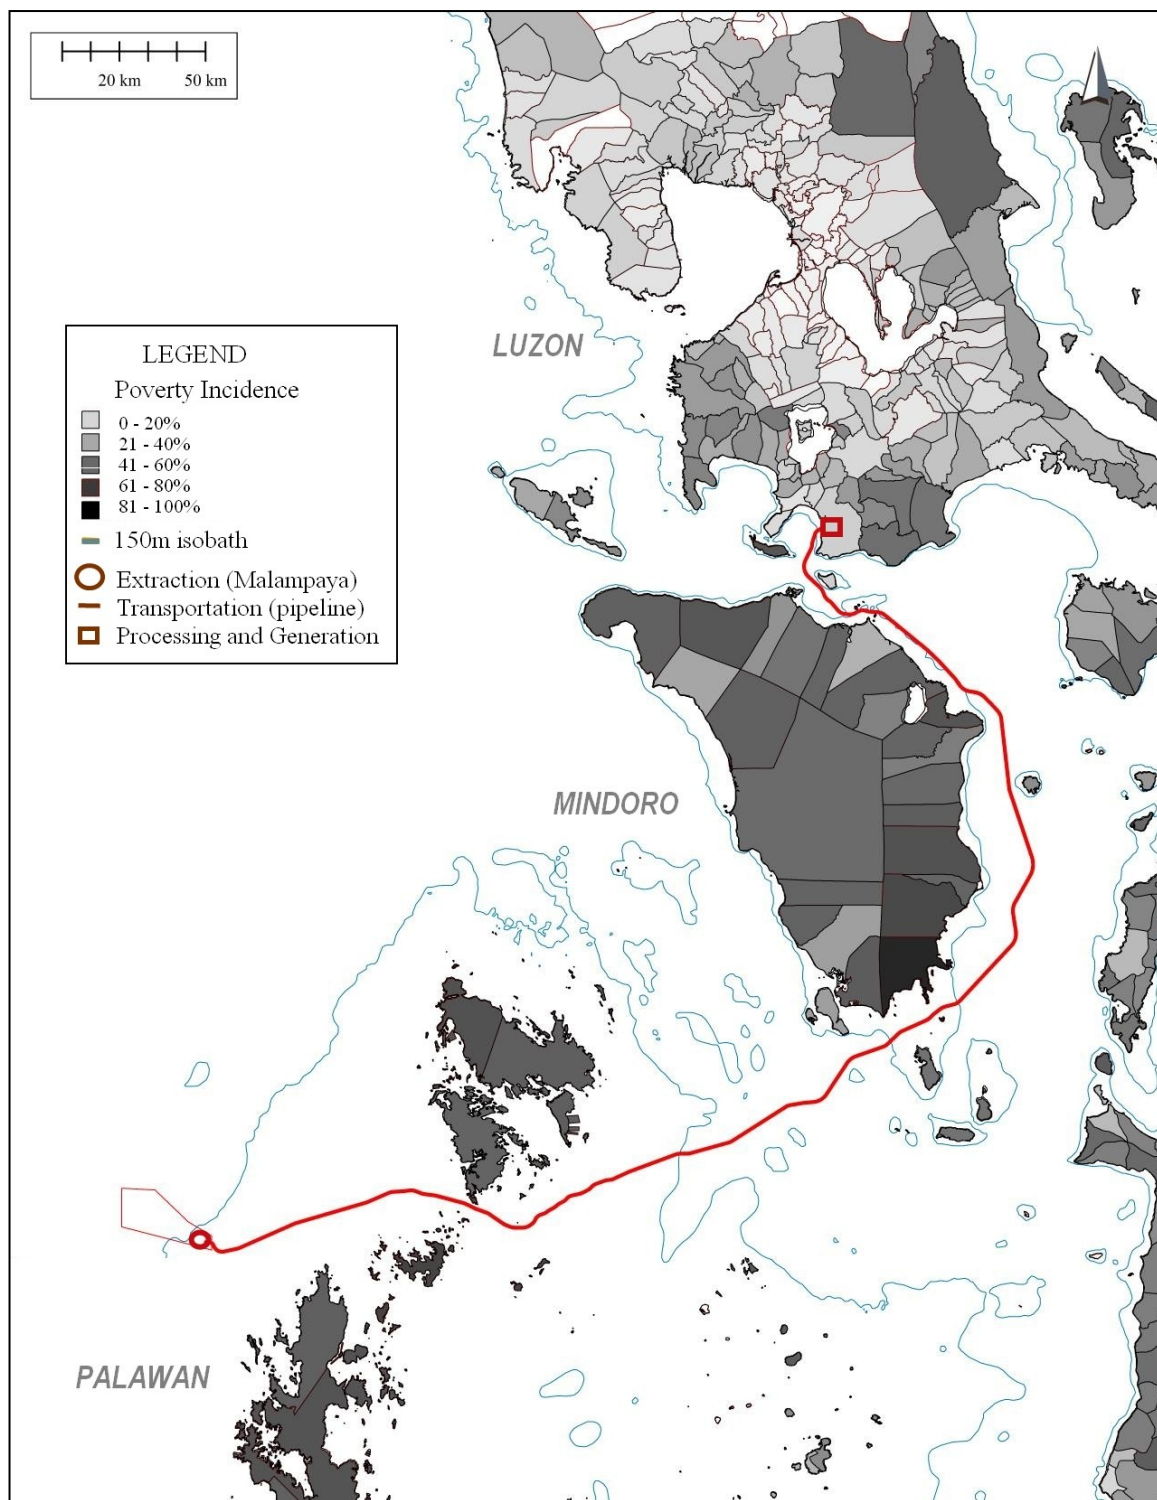 20 km 50 km
LUZON
LEGEND
Poverty Incidence
0 - 20%
21 - 40%
41 - 60%
61 - 80%
81 - 100%
150m isobath
Extraction (Malampaya)
Transportation (pipeline)
Processing and Generation
MINDORO
PALAWAN